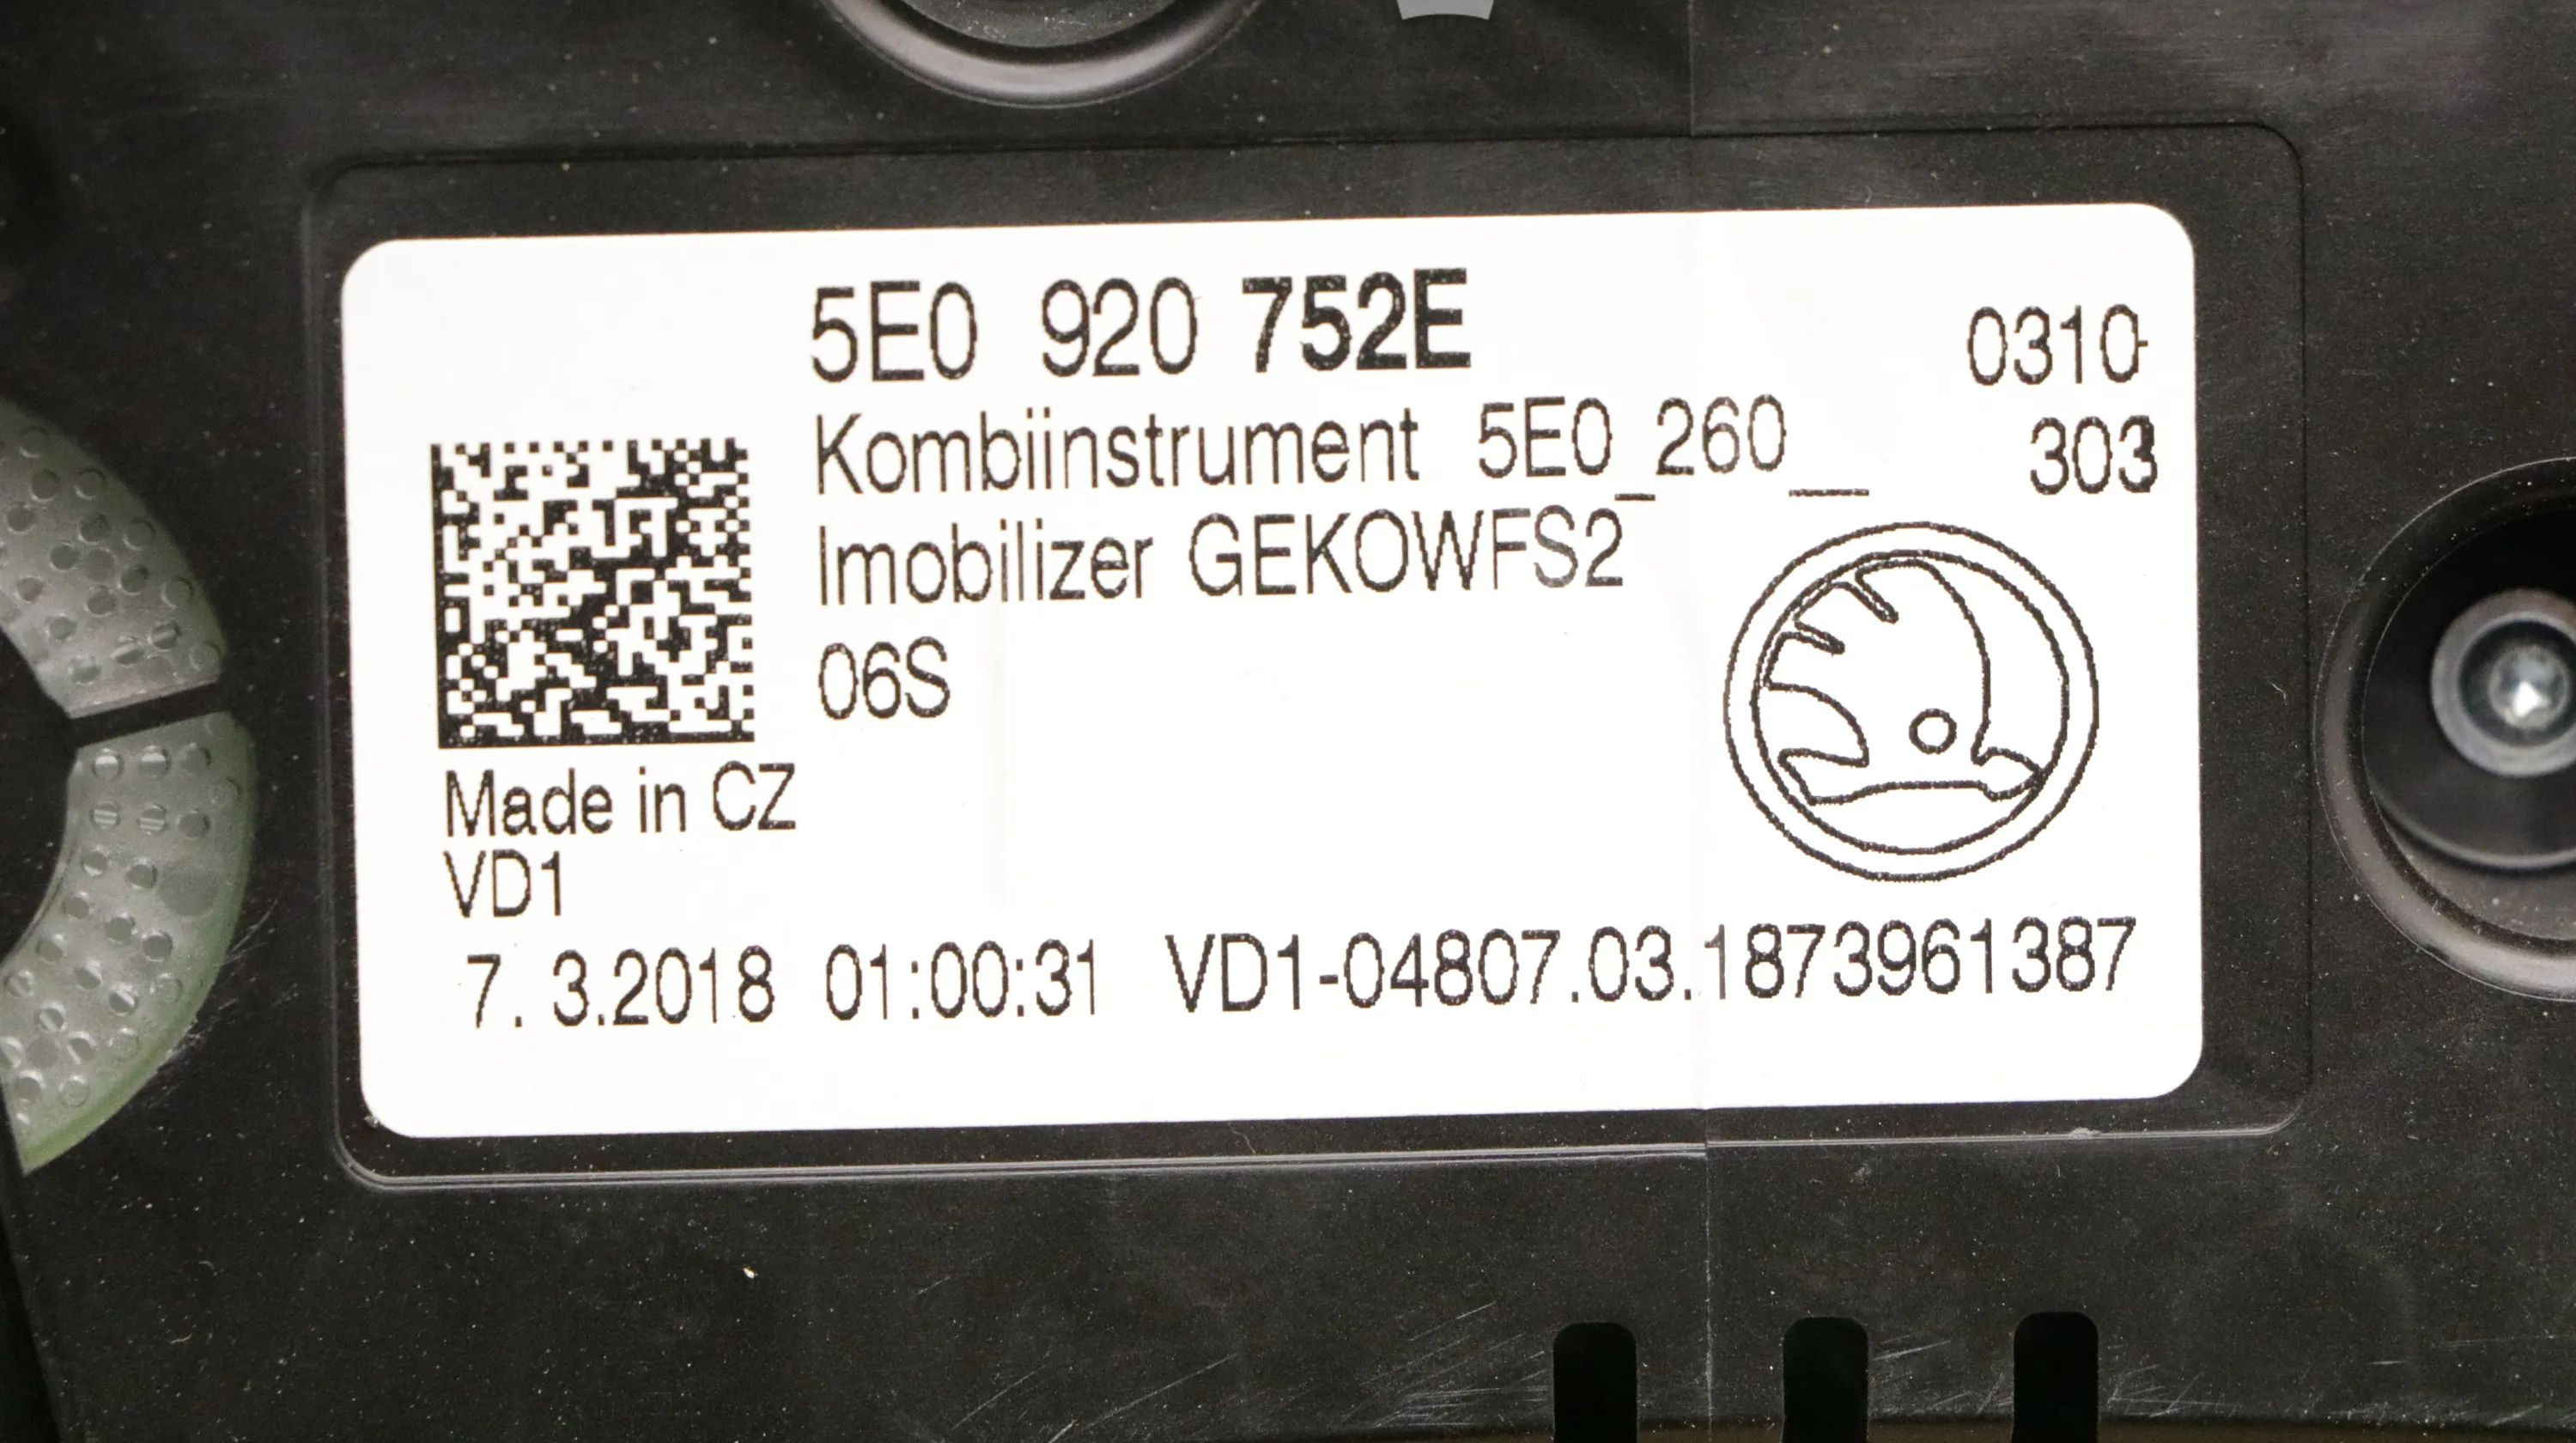 5E0 920 752E
0310
Kombiinstrument 5E0_260__
303
Imobilizer GEKOWFS2
06S
Made in CZ
VD1
7. 3.2018 01:00:31 VD1-04807.03.1873961387